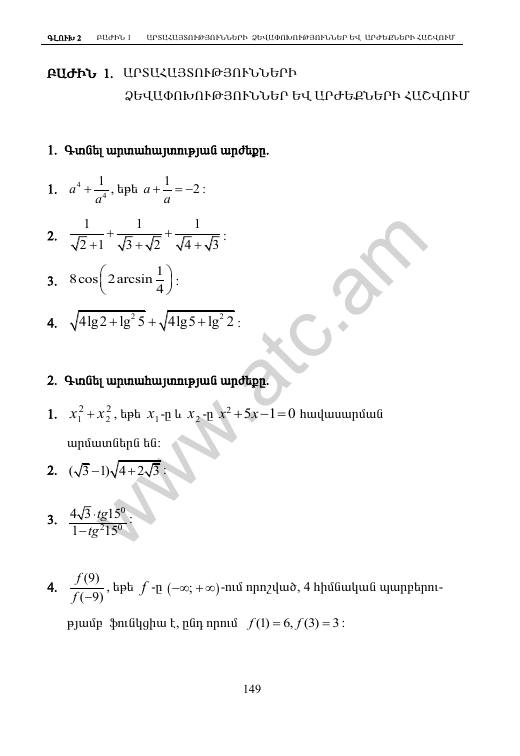 ԳԼՈՒԽ 2 ԲԱԺԻՆ 1 ԱՐՏԱՀԱՅՏՈՒԹՅՈՒՆՆԵՐԻ ՁԵՎԱՓՈԽՈՒԹՅՈՒՆՆԵՐ ԵՎ ԱՐԺԵՔՆԵՐԻ ՀԱՇՎՈՒՄ
ԲԱԺԻՆ 1. ԱՐՏԱՀԱՅՏՈՒԹՅՈՒՆՆԵՐԻ
ՁԵՎԱՓՈԽՈՒԹՅՈՒՆՆԵՐ ԵՎ ԱՐԺԵՔՆԵՐԻ ՀԱՇՎՈՒՄ
1. Գտնել արտահայտության արժեքը.
1. a⁴ + 1/a⁴, եթե a + 1/a = −2 :
2. 1/(√2+1) + 1/(√3+√2) + 1/(√4+√3) :
3. 8cos(2arcsin 1/4) :
4. √(4lg2 + lg²5) + √(4lg5 + lg²2) :
2. Գտնել արտահայտության արժեքը.
1. x₁² + x₂², եթե x₁-ը և x₂-ը x² + 5x − 1 = 0 հավասարման
արմատներն են:
2. (√3 − 1)√(4 + 2√3) :
3. (4√3 · tg15⁰)/(1 − tg²15⁰) :
4. f(9)/f(−9), եթե f-ը (−∞; +∞)-ում որոշված, 4 հիմնական պարբերու-
թյամբ ֆունկցիա է, ընդ որում f(1) = 6, f(3) = 3 :
149
www.atc.am